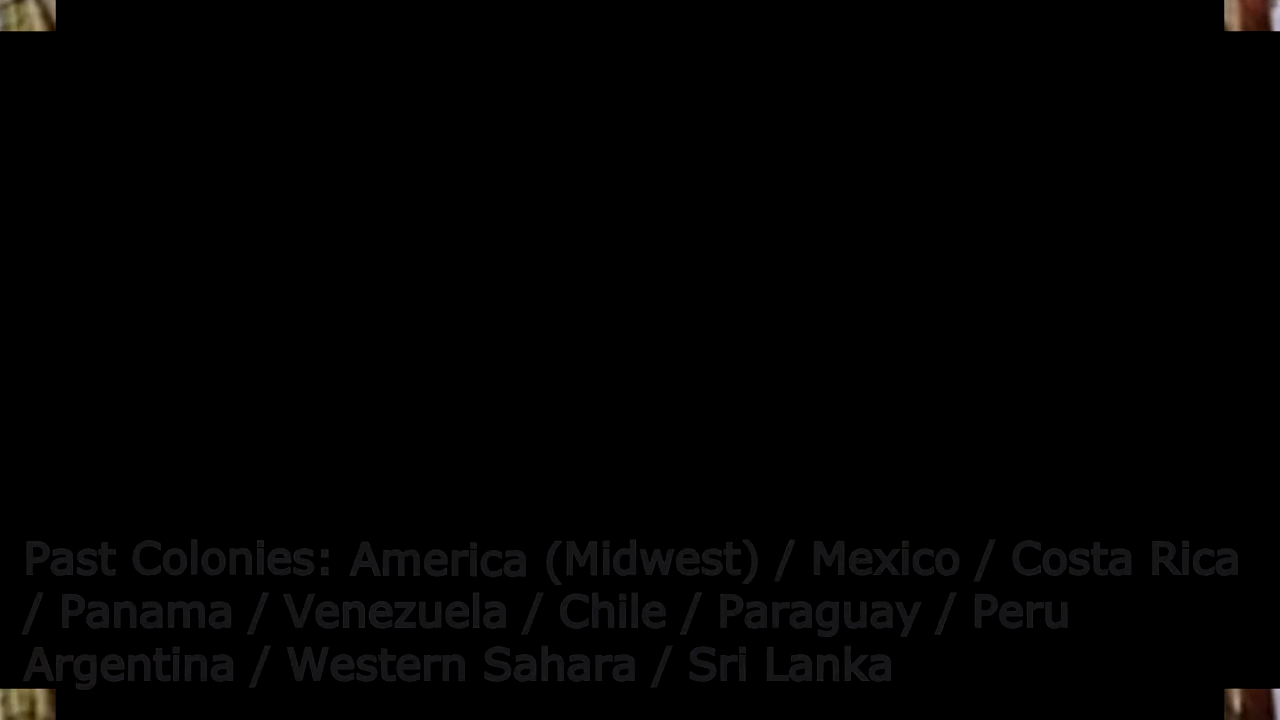 Past Colonies: America (Midwest) / Mexico / Costa Rica
/ Panama / Venezuela / Chile / Paraguay / Peru
Argentina / Western Sahara / Sri Lanka